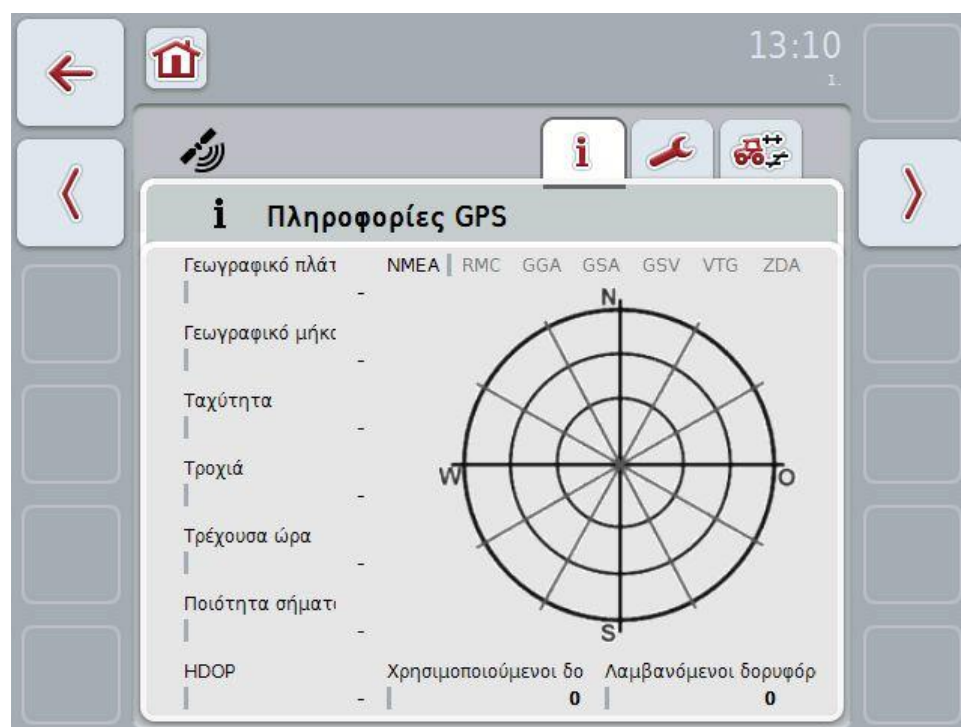 13:10
1.
i
i Πληροφορίες GPS
Γεωγραφικό πλάτ
-
NMEA RMC GGA GSA GSV VTG ZDA
N
Γεωγραφικό μήκο
-
Ταχύτητα
-
Τροχιά
-
W
O
Τρέχουσα ώρα
-
Ποιότητα σήματι
-
S
HDOP
-
Χρησιμοποιούμενοι δο
0
Λαμβανόμενοι δορυφόρ
0